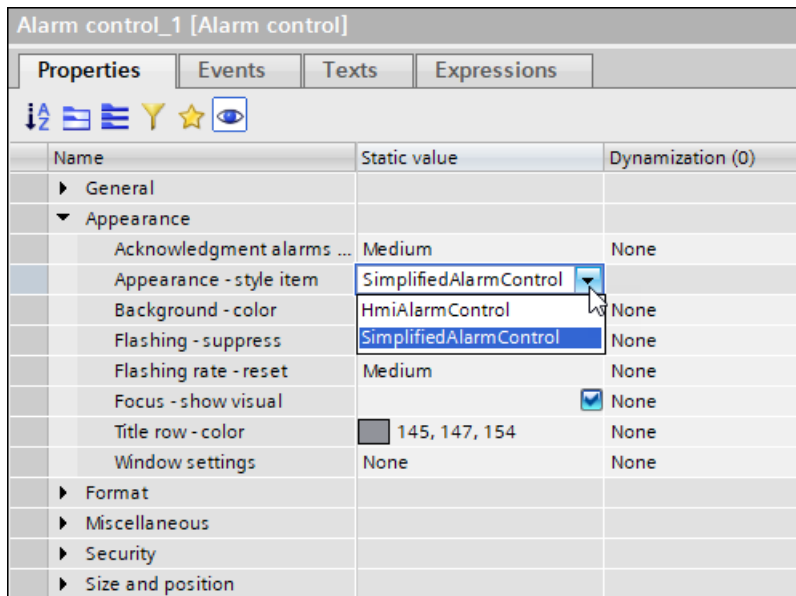 Alarm control_1 [Alarm control]
Properties Events Texts Expressions
Name Static value Dynamization (0)
General
Appearance
Acknowledgment alarms ... Medium None
Appearance - style item SimplifiedAlarmControl
Background - color HmiAlarmControl None
Flashing - suppress SimplifiedAlarmControl None
Flashing rate - reset Medium None
Focus - show visual None
Title row - color 145, 147, 154 None
Window settings None None
Format
Miscellaneous
Security
Size and position